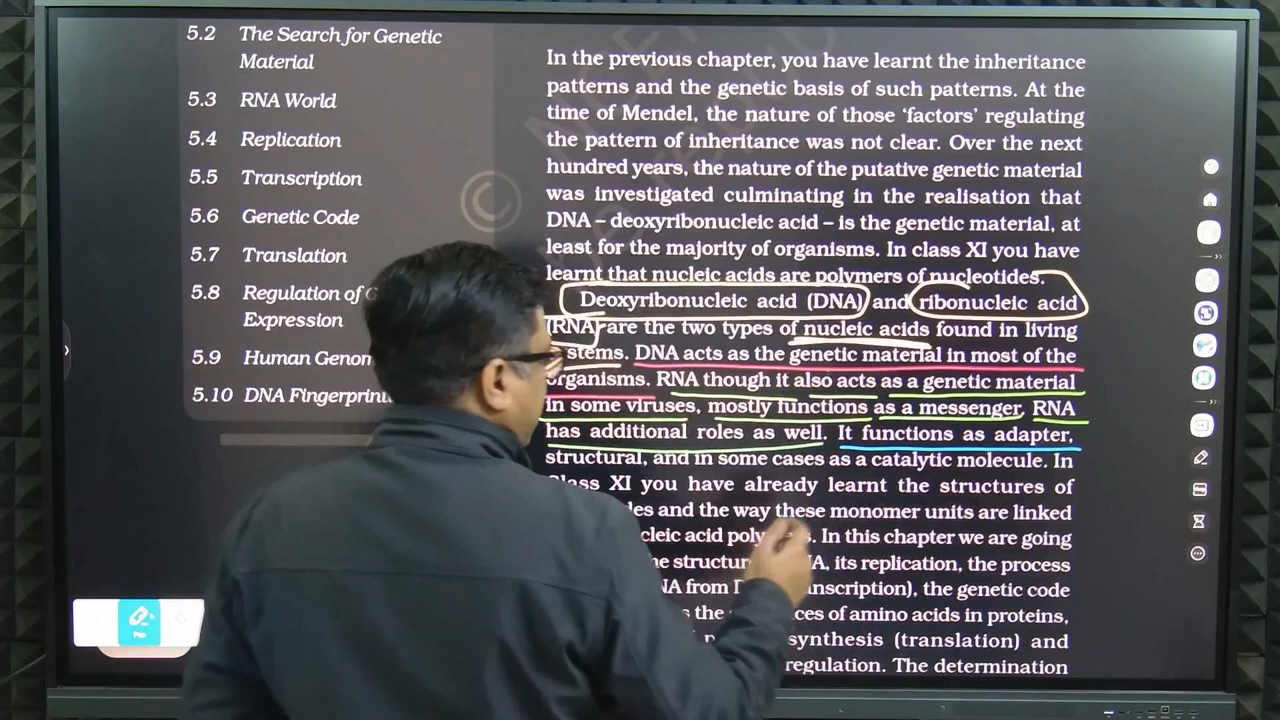 5.2 The Search for Genetic
Material
5.3 RNA World
5.4 Replication
5.5 Transcription
5.6 Genetic Code
5.7 Translation
5.8 Regulation of
Expression
5.9 Human Genom
5.10 DNA Fingerprint
©
In the previous chapter, you have learnt the inheritance
patterns and the genetic basis of such patterns. At the
time of Mendel, the nature of those ‘factors’ regulating
the pattern of inheritance was not clear. Over the next
hundred years, the nature of the putative genetic material
was investigated culminating in the realisation that
DNA – deoxyribonucleic acid – is the genetic material, at
least for the majority of organisms. In class XI you have
learnt that nucleic acids are polymers of nucleotides.
Deoxyribonucleic acid (DNA) and ribonucleic acid
(RNA) are the two types of nucleic acids found in living
stems. DNA acts as the genetic material in most of the
organisms. RNA though it also acts as a genetic material
in some viruses, mostly functions as a messenger. RNA
has additional roles as well. It functions as adapter,
structural, and in some cases as a catalytic molecule. In
Class XI you have already learnt the structures of
les and the way these monomer units are linked
cleic acid poly s. In this chapter we are going
he structur A, its replication, the process
NA from D anscription), the genetic code
s the ces of amino acids in proteins,
synthesis (translation) and
regulation. The determination
Pen